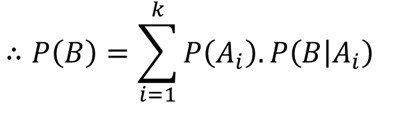 ∴ P(B) = ∑_{i=1}^{k} P(A_i). P(B|A_i)